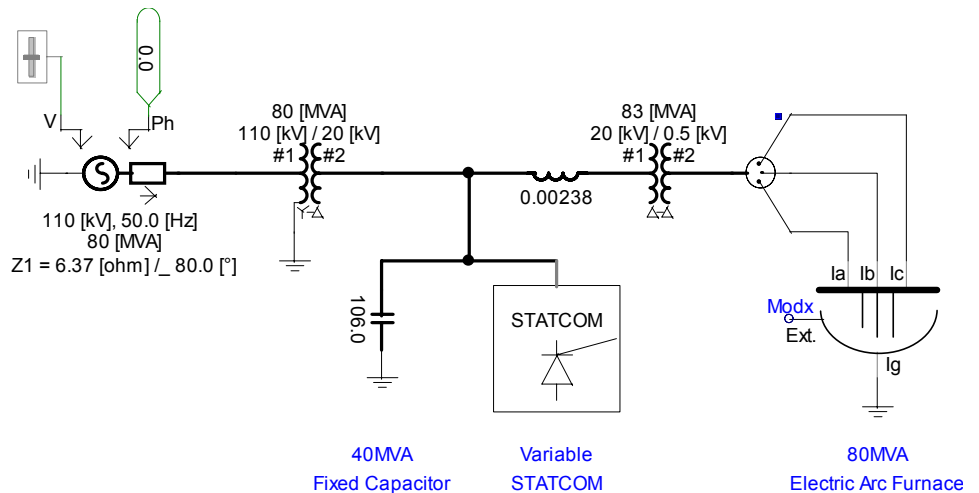 0.0
V
Ph
80 [MVA]
110 [kV] / 20 [kV]
#1
#2
110 [kV], 50.0 [Hz]
80 [MVA]
Z1 = 6.37 [ohm] /_ 80.0 [°]
0.00238
83 [MVA]
20 [kV] / 0.5 [kV]
#1
#2
106.0
STATCOM
Ia
Ib
Ic
Modx
Ext.
Ig
40MVA
Fixed Capacitor
Variable
STATCOM
80MVA
Electric Arc Furnace